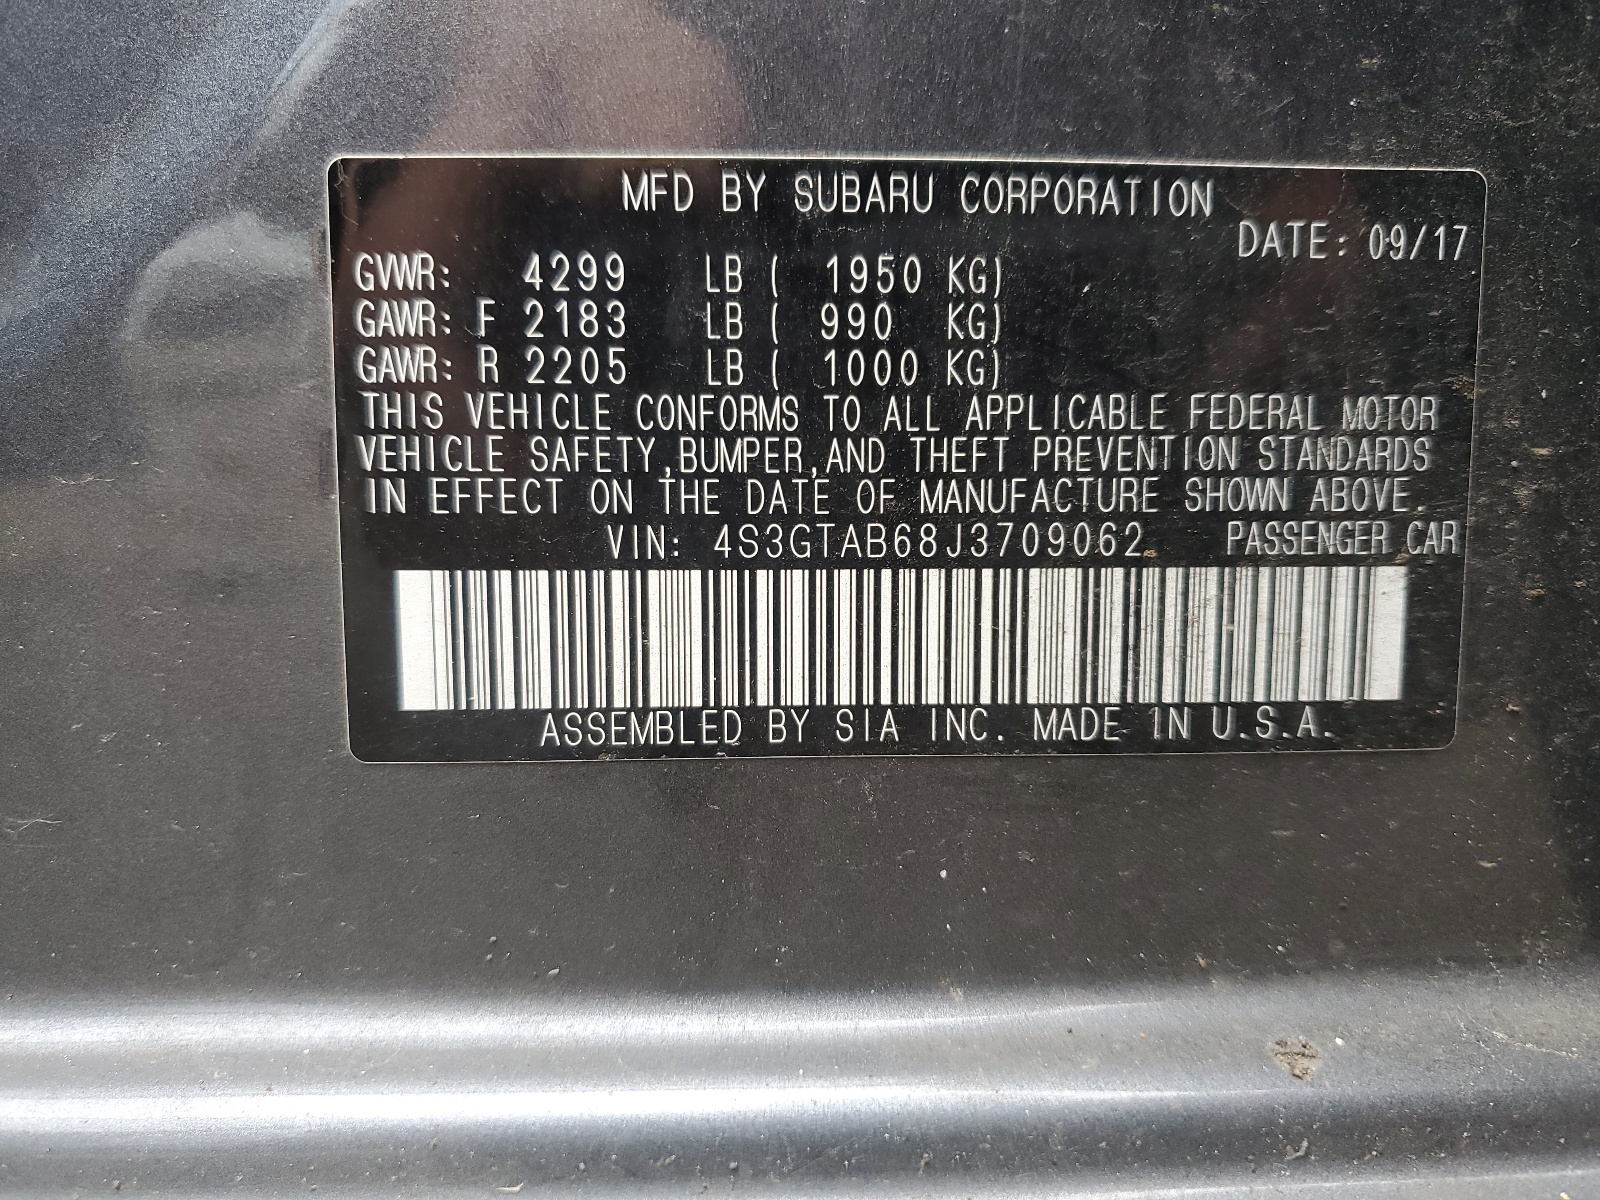 MFD BY SUBARU CORPORATION
DATE: 09/17
GVWR: 4299 LB ( 1950 KG)
GAWR: F 2183 LB ( 990 KG)
GAWR: R 2205 LB ( 1000 KG)
THIS VEHICLE CONFORMS TO ALL APPLICABLE FEDERAL MOTOR
VEHICLE SAFETY,BUMPER,AND THEFT PREVENTION STANDARDS
IN EFFECT ON THE DATE OF MANUFACTURE SHOWN ABOVE.
VIN: 4S3GTAB68J3709062 PASSENGER CAR
ASSEMBLED BY SIA INC. MADE IN U.S.A.